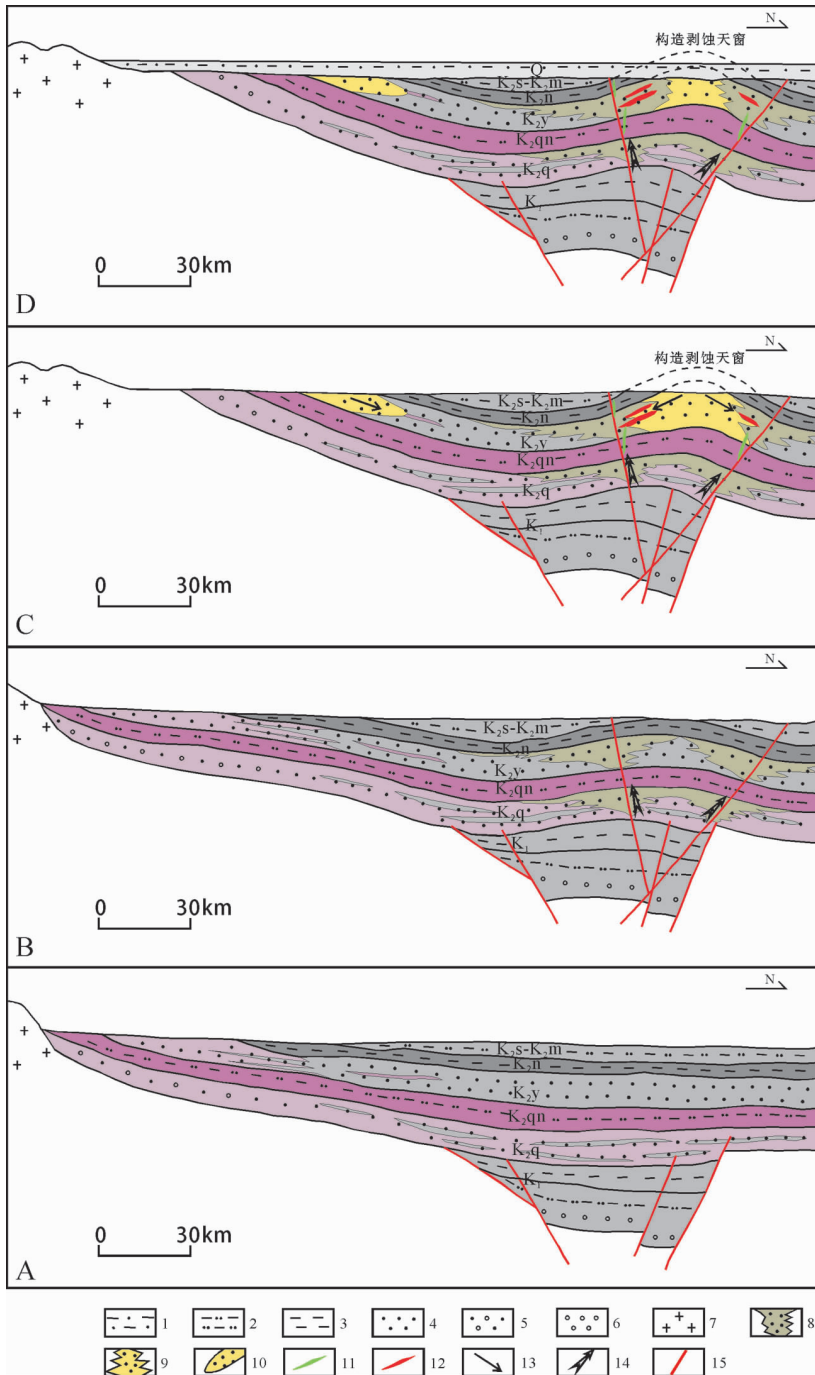 N
构造剥蚀天窗
Q
K₂s-K₂m
K₂n
K₂y
K₂qn
K₂q
K₁
0 30km
D
N
构造剥蚀天窗
K₂s-K₂m
K₂n
K₂y
K₂qn
K₂q
K₁
0 30km
C
N
K₂s-K₂m
K₂n
K₂y
K₂qn
K₂q
K₁
0 30km
B
N
K₂s-K₂m
K₂n
K₂y
K₂qn
K₂q
K₁
0 30km
A
1 2 3 4 5 6 7 8
9 10 11 12 13 14 15